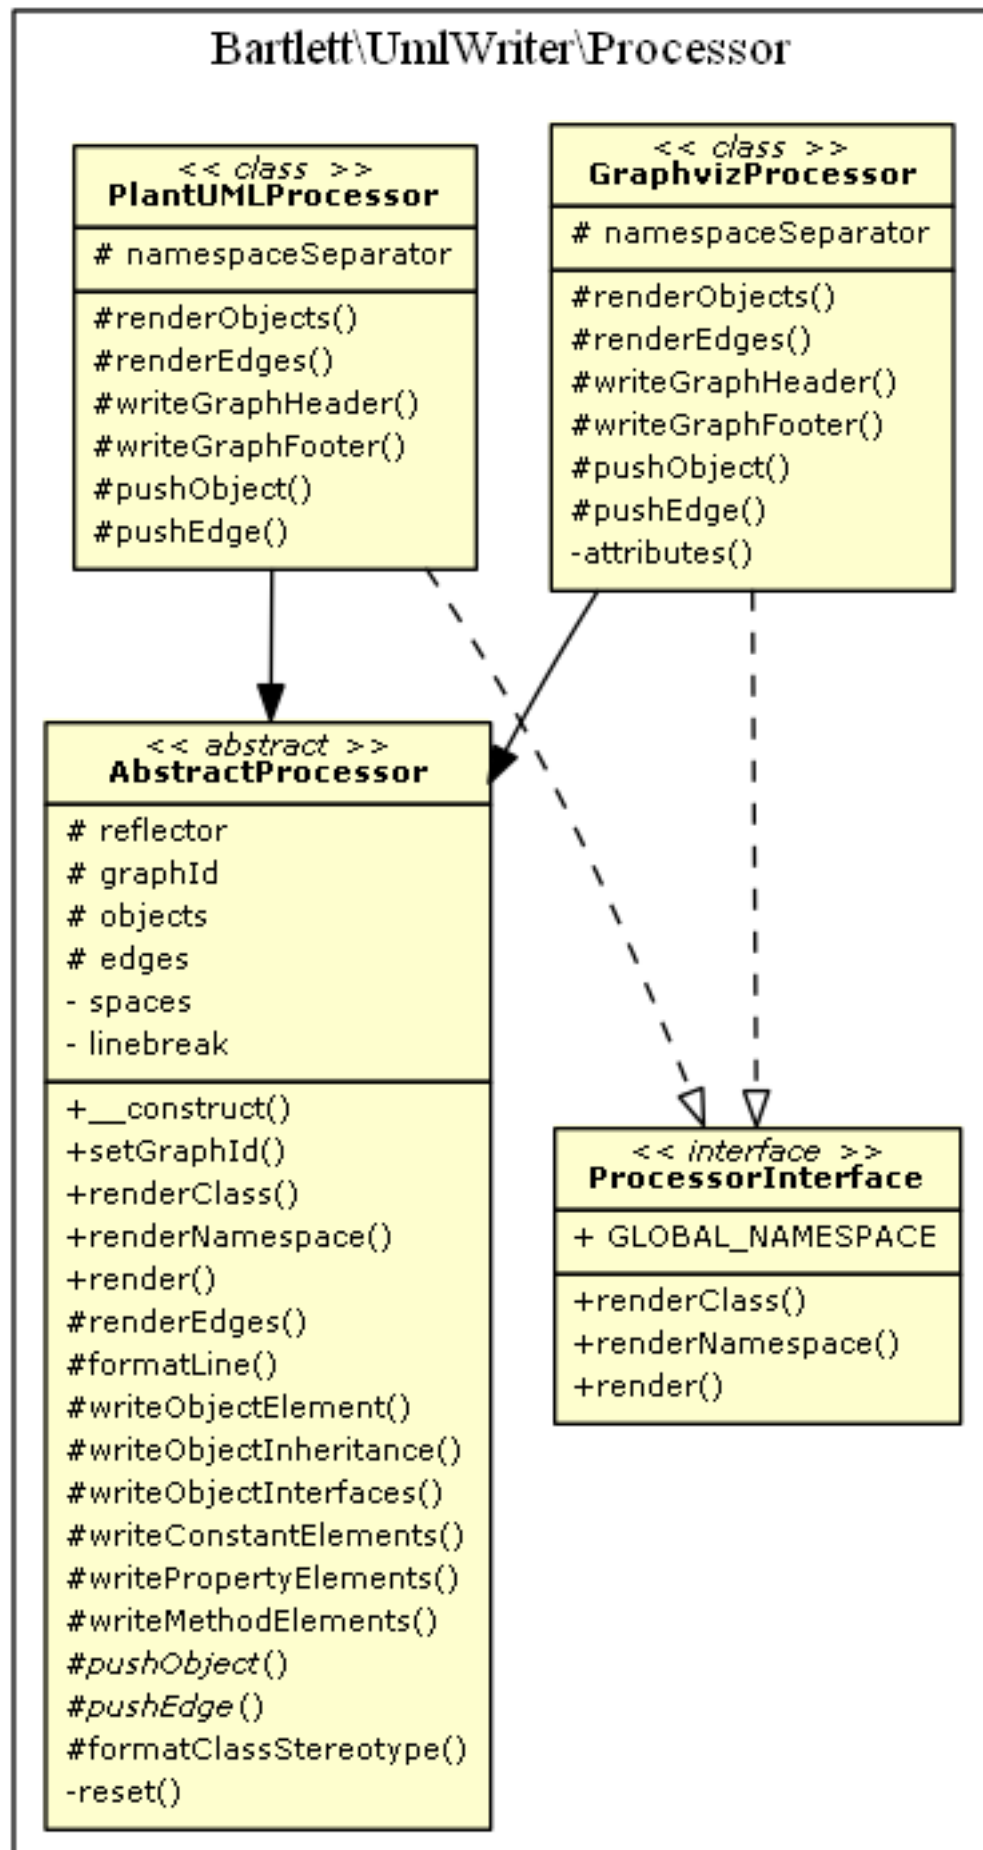 Bartlett\UmlWriter\Processor
<< class >>
PlantUMLProcessor
# namespaceSeparator
#renderObjects()
#renderEdges()
#writeGraphHeader()
#writeGraphFooter()
#pushObject()
#pushEdge()
<< class >>
GraphvizProcessor
# namespaceSeparator
#renderObjects()
#renderEdges()
#writeGraphHeader()
#writeGraphFooter()
#pushObject()
#pushEdge()
-attributes()
<< abstract >>
AbstractProcessor
# reflector
# graphId
# objects
# edges
- spaces
- linebreak
+__construct()
+setGraphId()
+renderClass()
+renderNamespace()
+render()
#renderEdges()
#formatLine()
#writeObjectElement()
#writeObjectInheritance()
#writeObjectInterfaces()
#writeConstantElements()
#writePropertyElements()
#writeMethodElements()
#pushObject()
#pushEdge()
#formatClassStereotype()
-reset()
<< interface >>
ProcessorInterface
+ GLOBAL_NAMESPACE
+renderClass()
+renderNamespace()
+render()